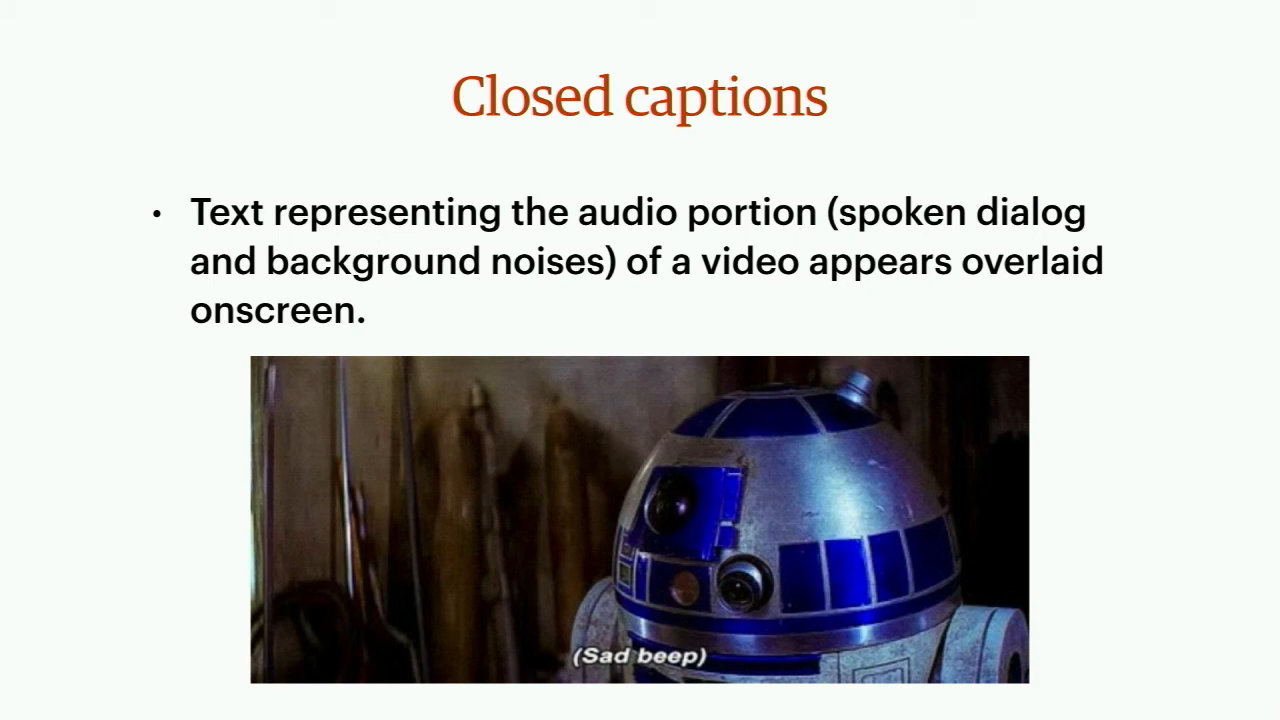 Closed captions
• Text representing the audio portion (spoken dialog
and background noises) of a video appears overlaid
onscreen.
(Sad beep)